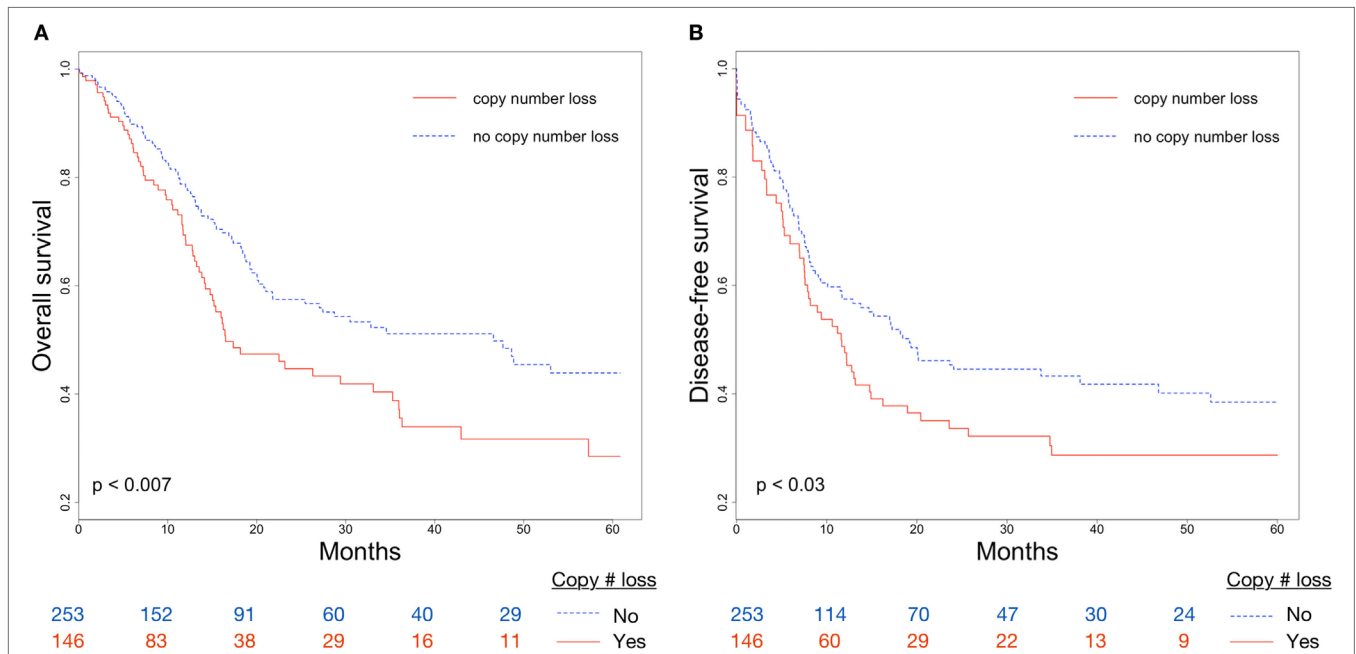 A
B
1.0
0.8
0.6
0.4
0.2
Overall survival
copy number loss
no copy number loss
p < 0.007
0 10 20 30 40 50 60
Months
1.0
0.8
0.6
0.4
0.2
Disease-free survival
copy number loss
no copy number loss
p < 0.03
0 10 20 30 40 50 60
Months
Copy # loss
253 152 91 60 40 29 No
146 83 38 29 16 11 Yes
Copy # loss
253 114 70 47 30 24 No
146 60 29 22 13 9 Yes